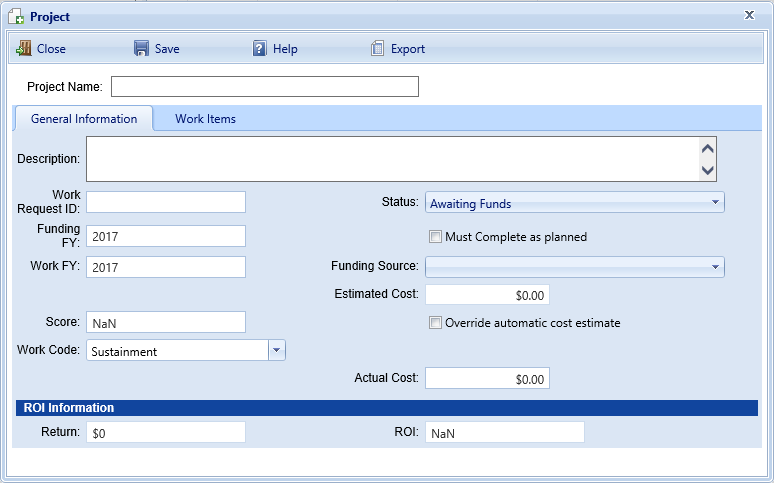 Project
Close Save Help Export
Project Name:
General Information Work Items
Description:
Work
Request ID:
Status: Awaiting Funds
Funding
FY: 2017
Must Complete as planned
Work FY: 2017
Funding Source:
Estimated Cost: $0.00
Score: NaN
Override automatic cost estimate
Work Code: Sustainment
Actual Cost: $0.00
ROI Information
Return: $0
ROI: NaN